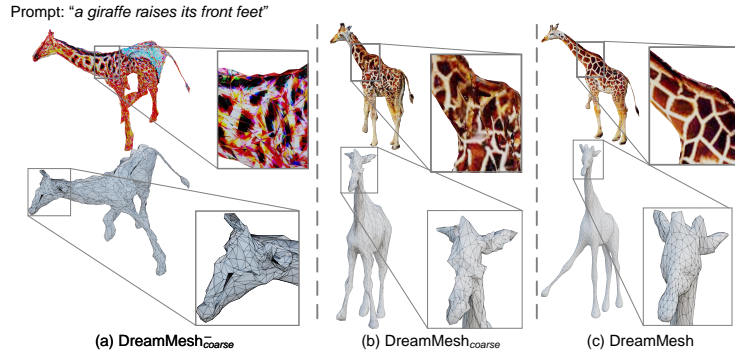 Prompt: “a giraffe raises its front feet”
(a) DreamMesh⁻coarse
(b) DreamMeshcoarse
(c) DreamMesh